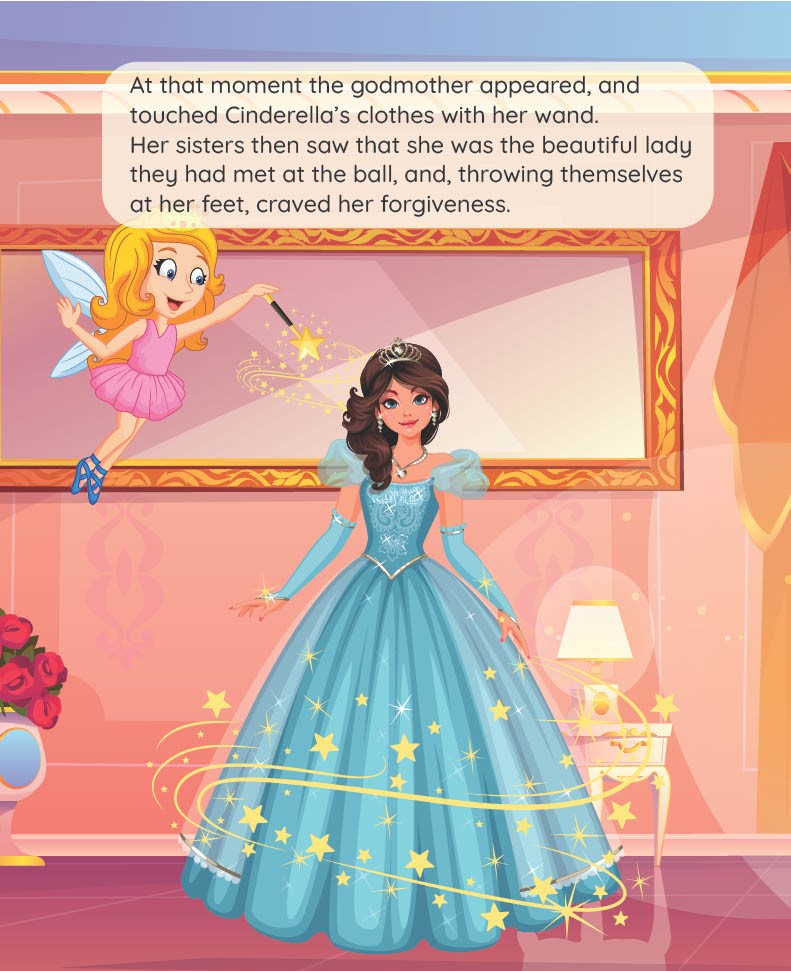 At that moment the godmother appeared, and
touched Cinderella’s clothes with her wand.
Her sisters then saw that she was the beautiful lady
they had met at the ball, and, throwing themselves
at her feet, craved her forgiveness.